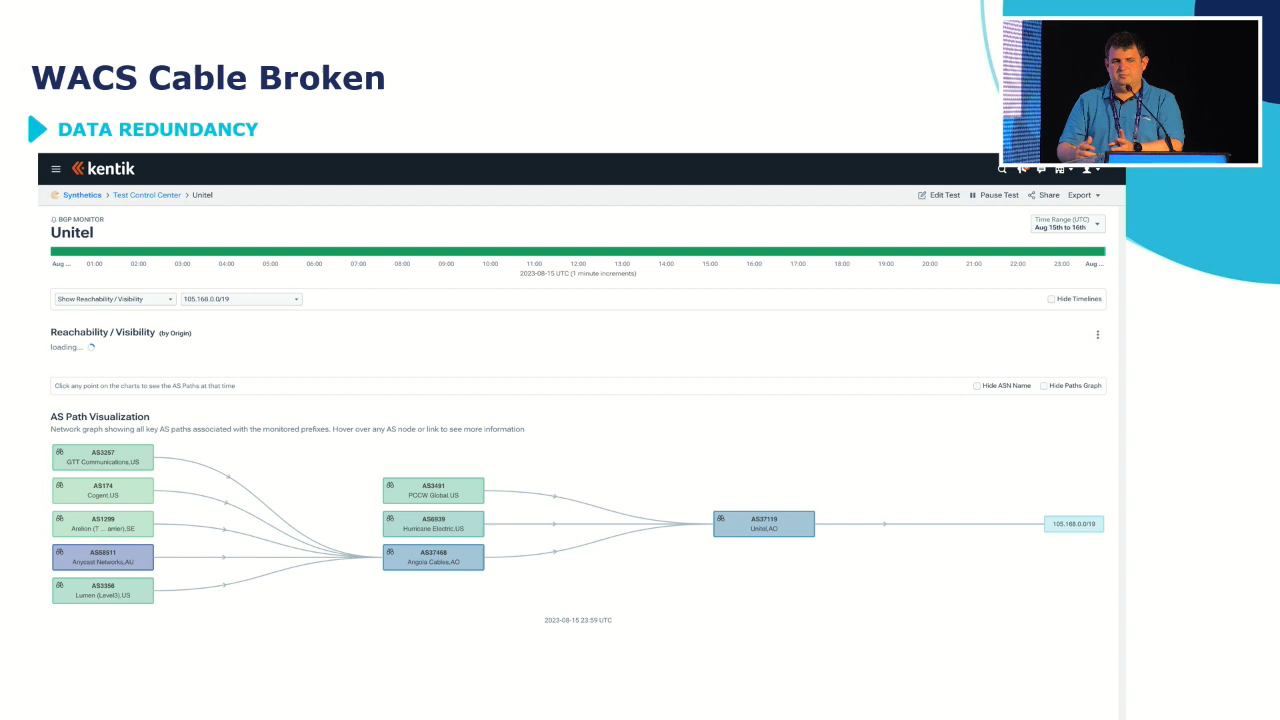 WACS Cable Broken
DATA REDUNDANCY
kentik
Synthetics > Test Control Center > Unitel
Edit Test Pause Test Share Export
BGP MONITOR
Unitel
Time Range (UTC)
Aug 15th to 16th
Aug ... 01:00 02:00 03:00 04:00 05:00 06:00 07:00 08:00 09:00 10:00 11:00 12:00 13:00 14:00 15:00 16:00 17:00 18:00 19:00 20:00 21:00 22:00 23:00 Aug ...
2023-08-15 UTC (1 minute increments)
Show Reachability / Visibility 105.168.0.0/19 Hide Timelines
Reachability / Visibility (by Origin)
loading...
Click any point on the charts to see the AS Paths at that time Hide ASN Name Hide Paths Graph
AS Path Visualization
Network graph showing all key AS paths associated with the monitored prefixes. Hover over any AS node or link to see more information
AS3257
GTT Communications,US
AS174
Cogent,US
AS1299
Arelion (T ... arrier),SE
AS58511
Anycast Networks,AU
AS3356
Lumen (Level3),US
AS3491
PCCW Global,US
AS6939
Hurricane Electric,US
AS37468
Angola Cables,AO
AS37119
Unitel,AO
105.168.0.0/19
2023-08-15 23:59 UTC